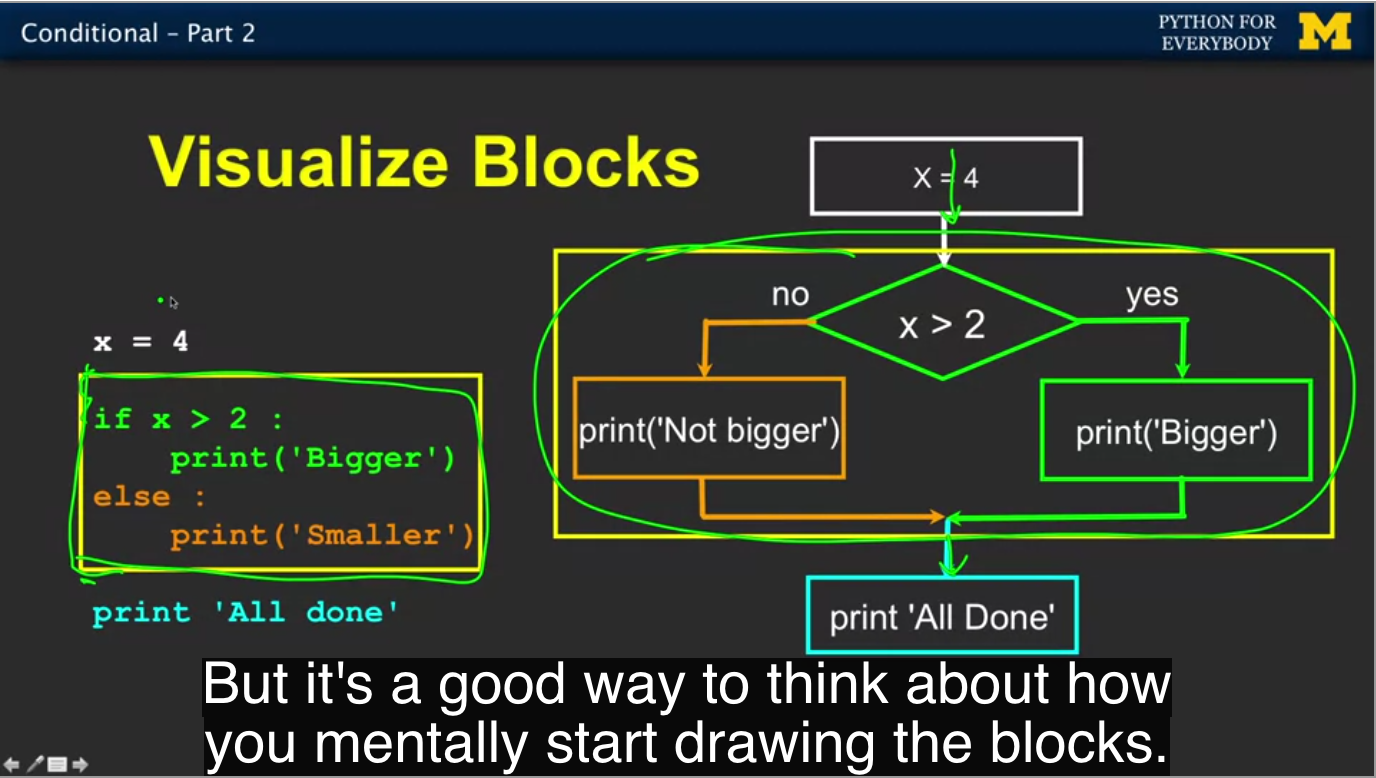 Conditional – Part 2
PYTHON FOR
EVERYBODY
M
Visualize Blocks
X = 4
no
yes
x > 2
print('Not bigger')
print('Bigger')
print 'All Done'
x = 4
if x > 2 :
    print('Bigger')
else :
    print('Smaller')
print 'All done'
But it's a good way to think about how
you mentally start drawing the blocks.